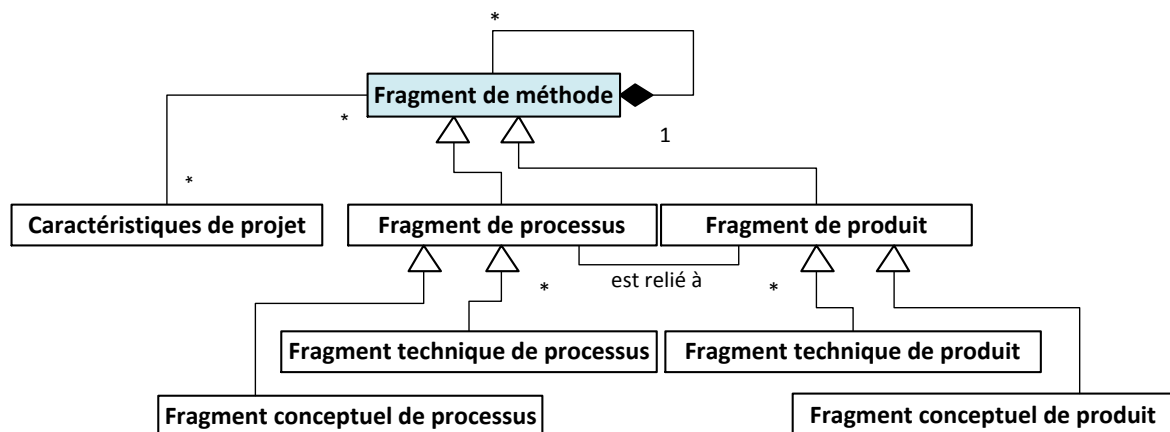 *
Fragment de méthode
*
1
*
Caractéristiques de projet
Fragment de processus
Fragment de produit
est relié à
*
*
Fragment technique de processus
Fragment technique de produit
Fragment conceptuel de processus
Fragment conceptuel de produit